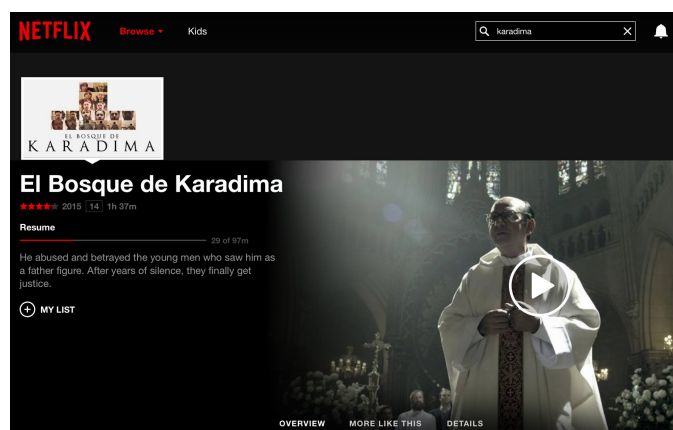 NETFLIX Browse Kids karadima
EL BOSQUE DE
KARADIMA
El Bosque de Karadima
2015 14 1h 37m
Resume
29 of 97m
He abused and betrayed the young men who saw him as
a father figure. After years of silence, they finally get
justice.
MY LIST
OVERVIEW MORE LIKE THIS DETAILS